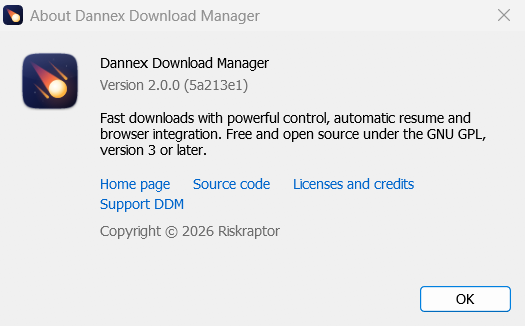 About Dannex Download Manager
Dannex Download Manager
Version 2.0.0 (5a213e1)
Fast downloads with powerful control, automatic resume and
browser integration. Free and open source under the GNU GPL,
version 3 or later.
Home page Source code Licenses and credits
Support DDM
Copyright © 2026 Riskraptor
OK